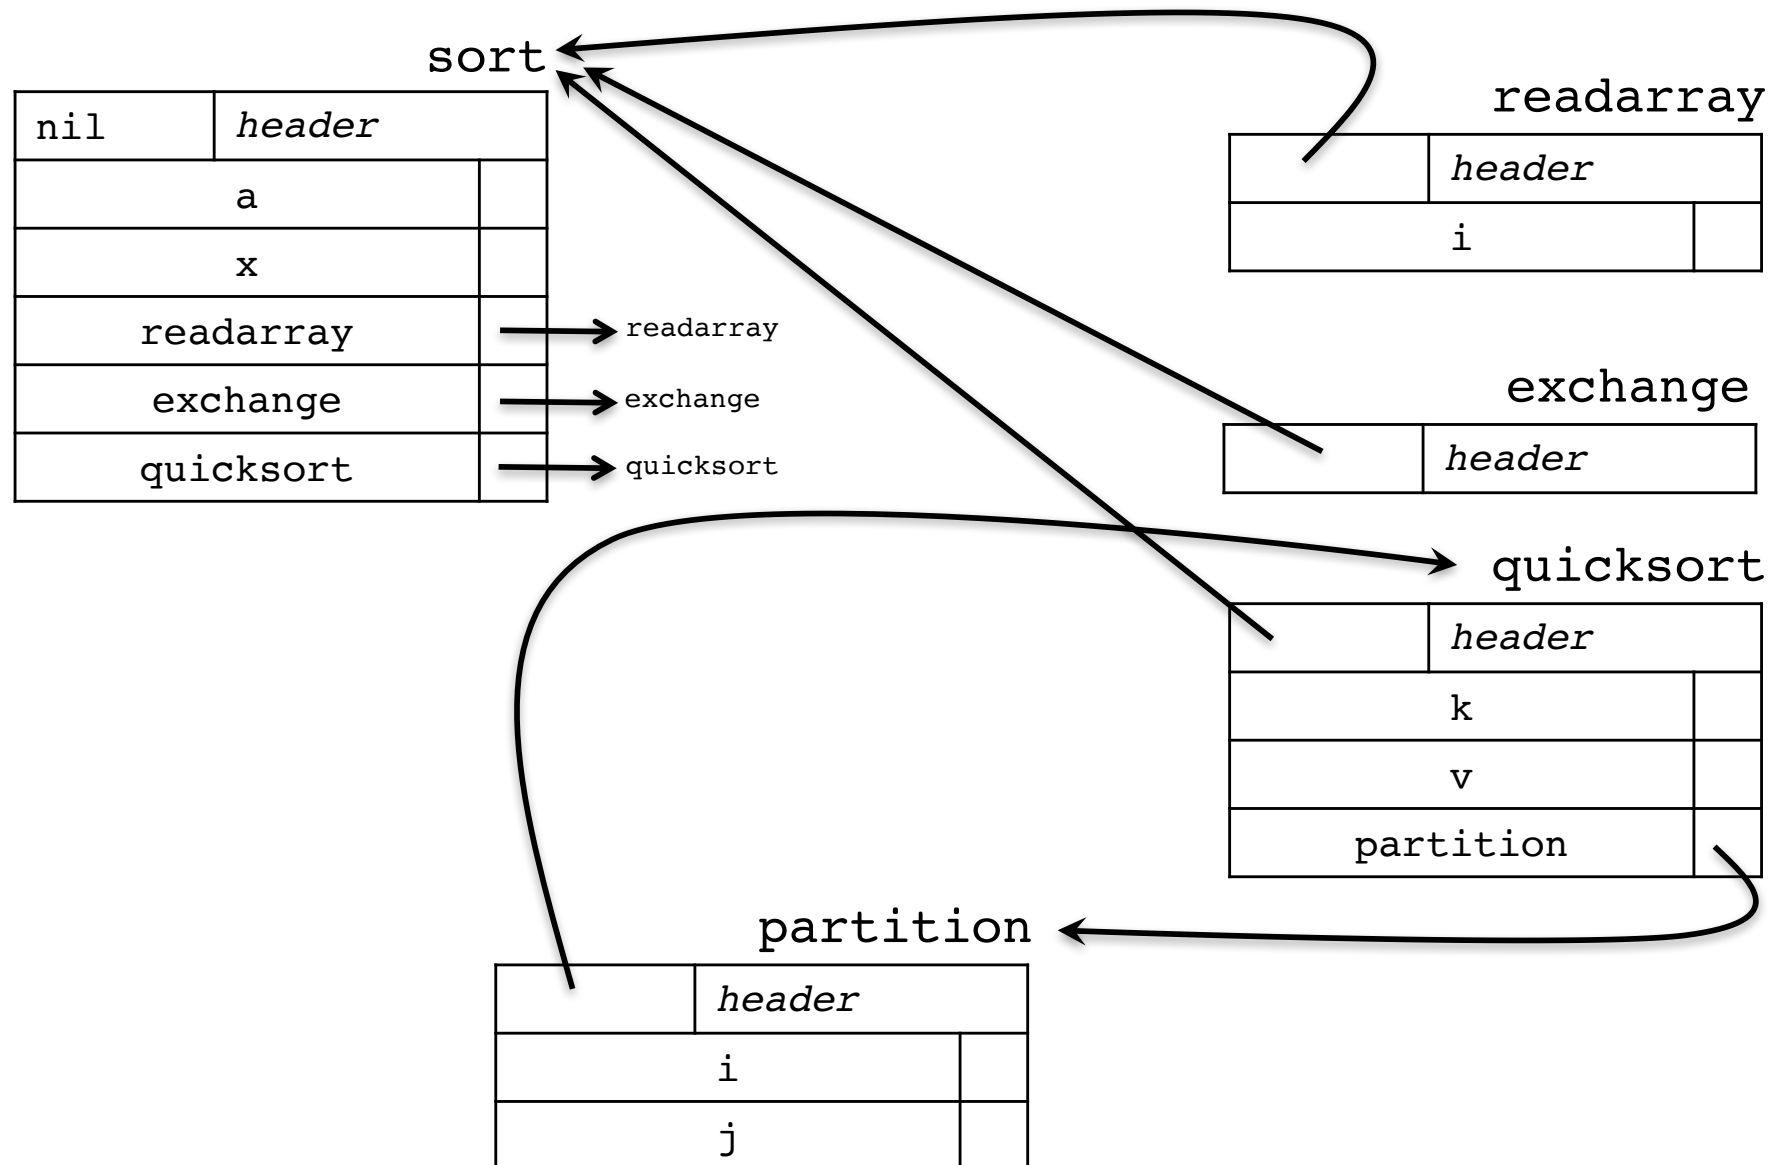 sort
nil header
a
x
readarray readarray
exchange exchange
quicksort quicksort
readarray
header
i
exchange
header
quicksort
header
k
v
partition
partition
header
i
j